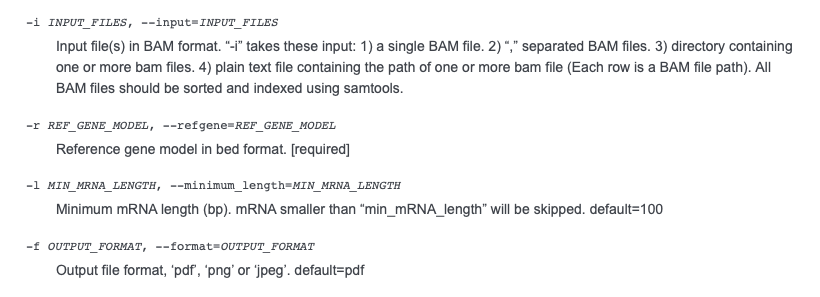 -i INPUT_FILES, --input=INPUT_FILES
Input file(s) in BAM format. “-i” takes these input: 1) a single BAM file. 2) “,” separated BAM files. 3) directory containing
one or more bam files. 4) plain text file containing the path of one or more bam file (Each row is a BAM file path). All
BAM files should be sorted and indexed using samtools.
-r REF_GENE_MODEL, --refgene=REF_GENE_MODEL
Reference gene model in bed format. [required]
-l MIN_MRNA_LENGTH, --minimum_length=MIN_MRNA_LENGTH
Minimum mRNA length (bp). mRNA smaller than “min_mRNA_length” will be skipped. default=100
-f OUTPUT_FORMAT, --format=OUTPUT_FORMAT
Output file format, ‘pdf’, ‘png’ or ‘jpeg’. default=pdf